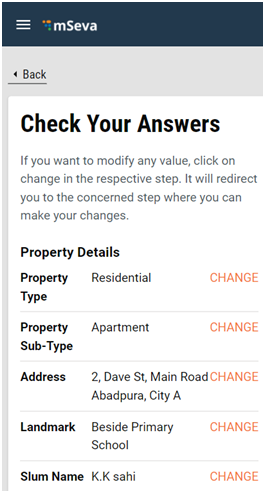 mSeva
Back
Check Your Answers
If you want to modify any value, click on
change in the respective step. It will redirect
you to the concerned step where you can
make your changes.
Property Details
Property Residential CHANGE
Type
Property Apartment CHANGE
Sub-Type
Address 2, Dave St, Main Road CHANGE
Abadpura, City A
Landmark Beside Primary CHANGE
School
Slum Name K.K sahi CHANGE